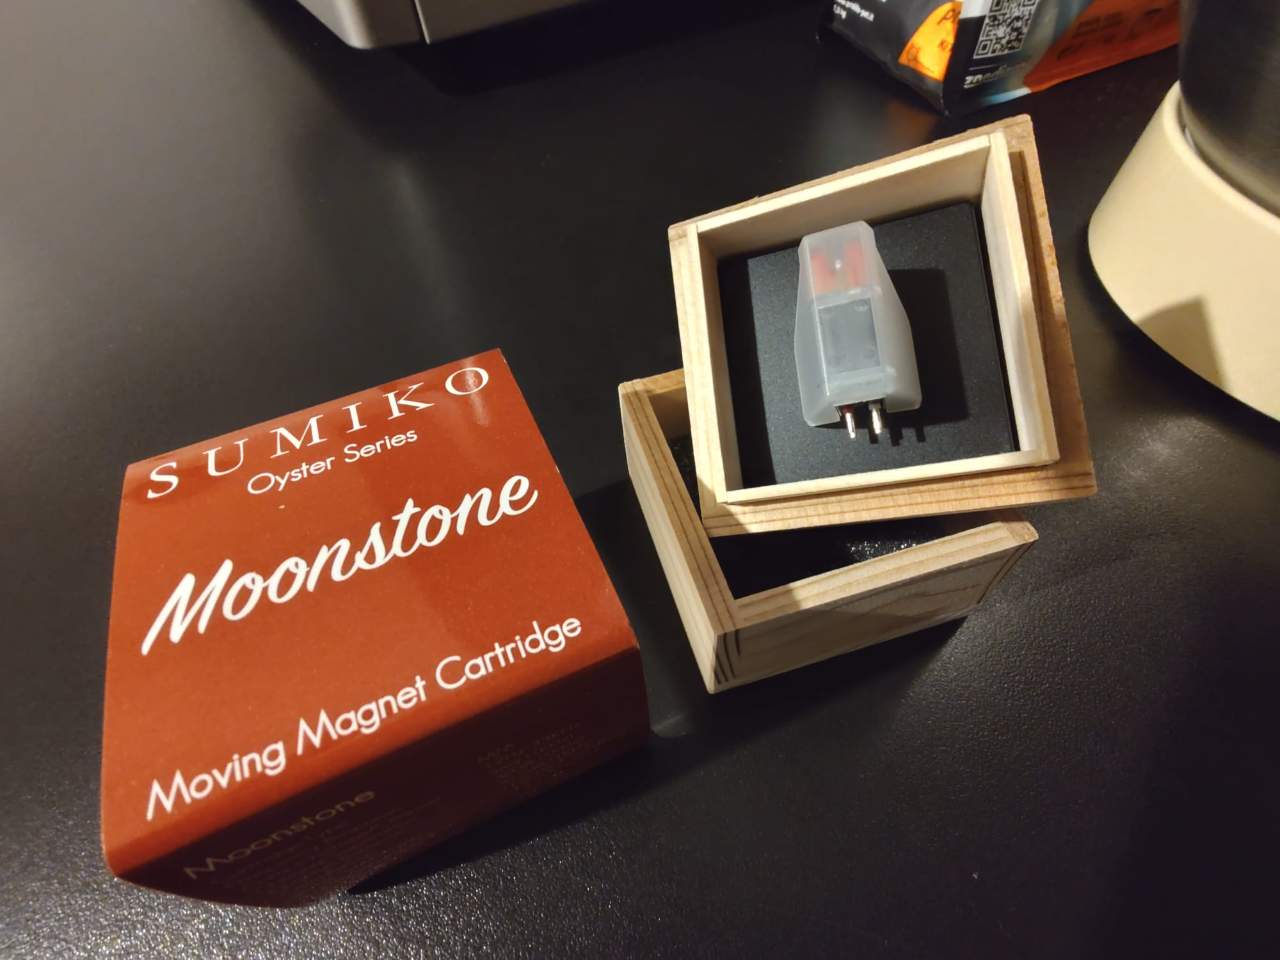 SUMIKO
Oyster Series
Moonstone
Moving Magnet Cartridge
Moonstone